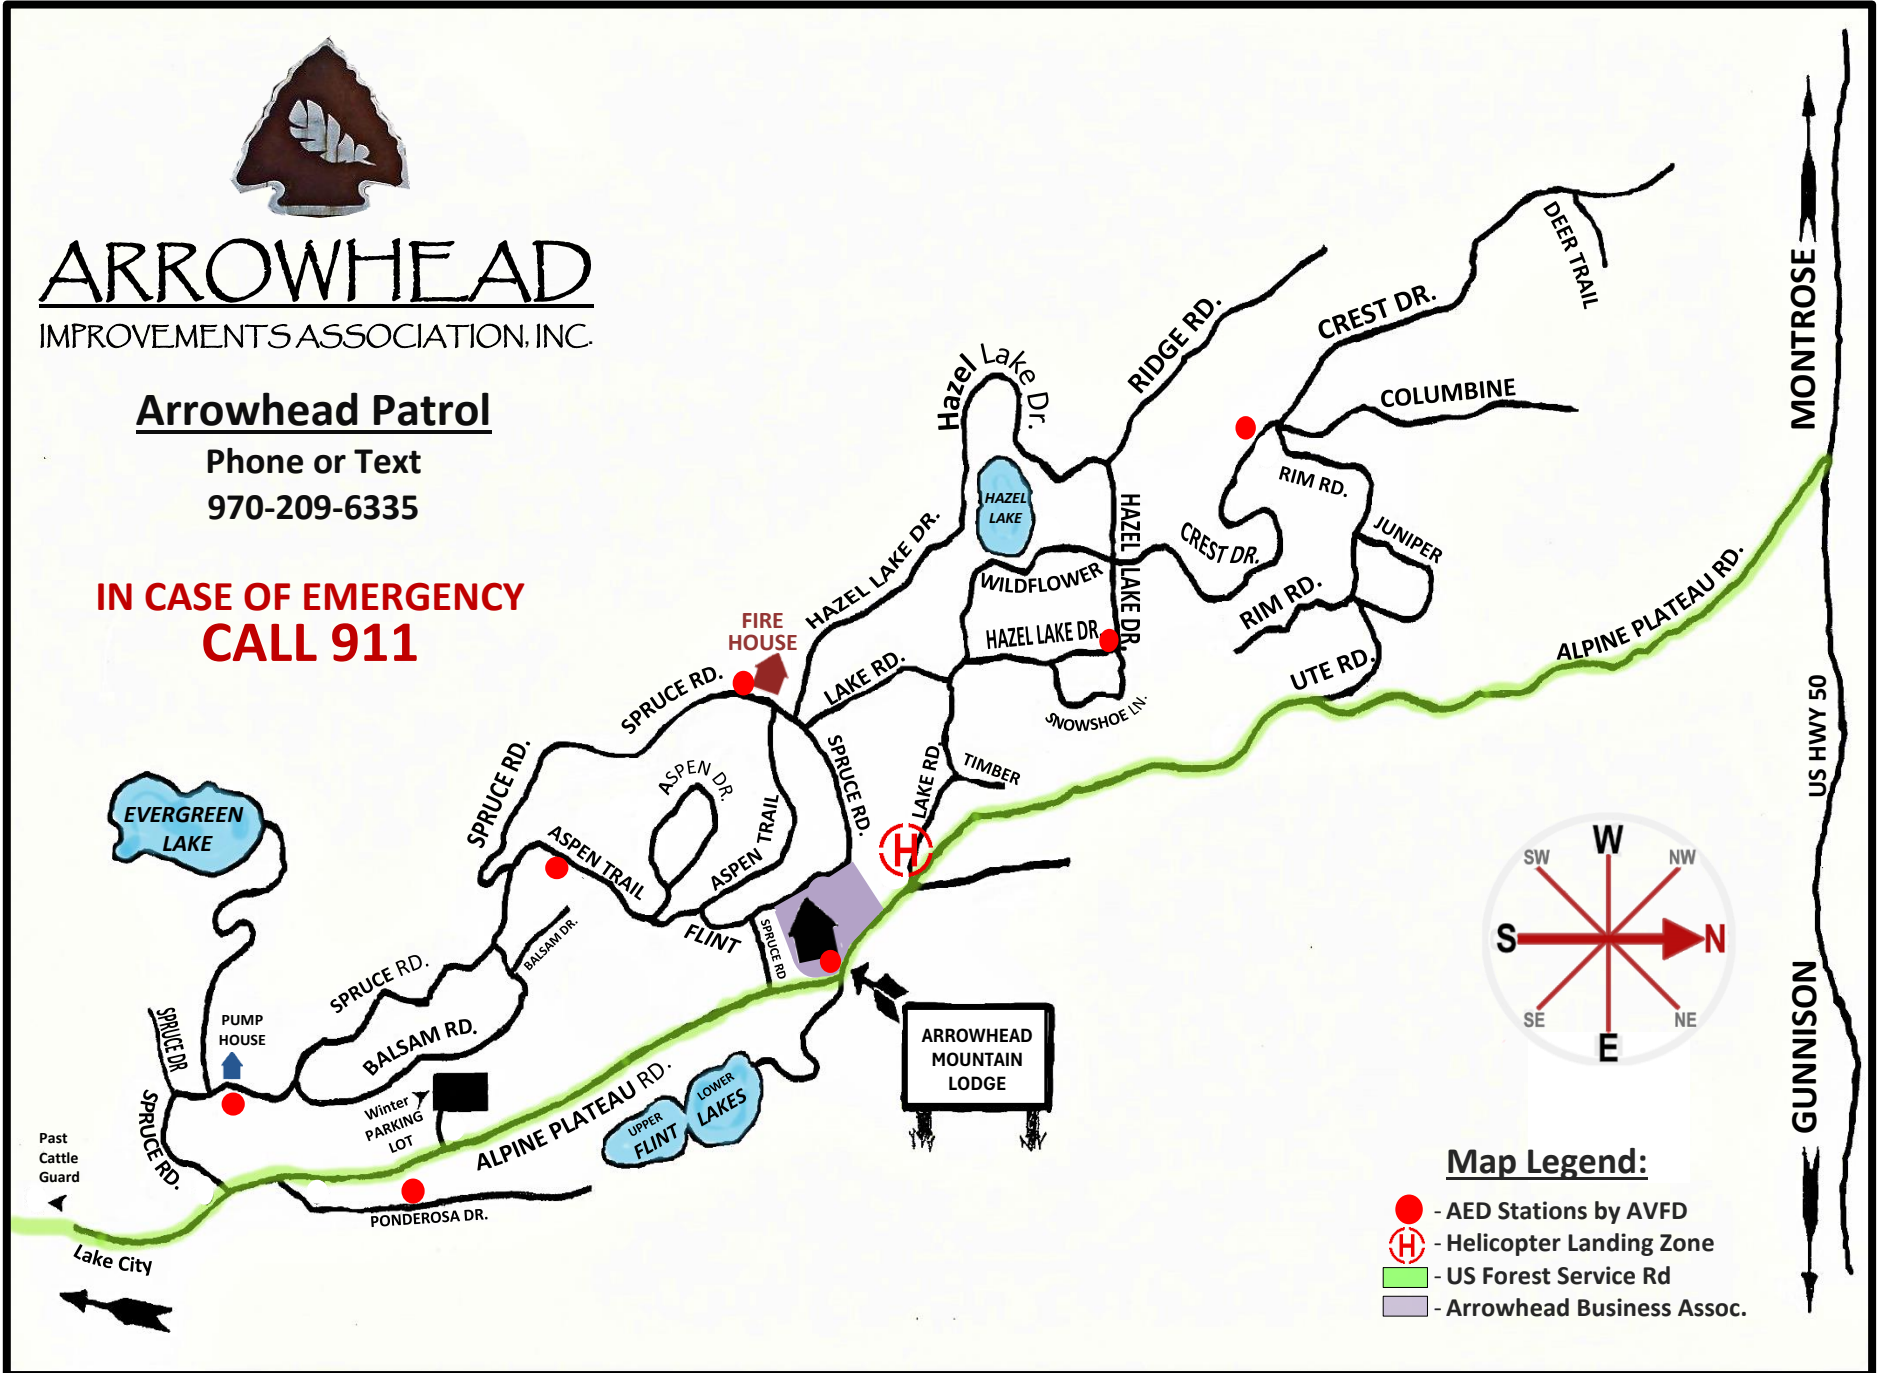 ARROWHEAD
IMPROVEMENTS ASSOCIATION, INC.
Arrowhead Patrol
Phone or Text
970-209-6335
IN CASE OF EMERGENCY
CALL 911
DEER TRAIL
CREST DR.
RIDGE RD.
COLUMBINE
Hazel Lake Dr.
RIM RD.
HAZEL
LAKE
HAZEL LAKE DR.
JUNIPER
CREST DR.
HAZEL LAKE DR.
WILDFLOWER
RIM RD.
HAZEL LAKE DR.
ALPINE PLATEAU RD.
UTE RD.
SNOWSHOE LN.
FIRE
HOUSE
LAKE RD.
SPRUCE RD.
SPRUCE RD.
SPRUCE RD.
LAKE RD.
TIMBER
ASPEN DR.
ASPEN TRAIL
ASPEN TRAIL
FLINT
SPRUCE RD
H
EVERGREEN
LAKE
BALSAM DR.
SPRUCE RD.
BALSAM RD.
SPRUCE DR
PUMP
HOUSE
SPRUCE RD.
Winter
PARKING
LOT
ALPINE PLATEAU RD.
UPPER
FLINT
LOWER
LAKES
PONDEROSA DR.
Past
Cattle
Guard
Lake City
ARROWHEAD
MOUNTAIN
LODGE
MONTROSE
US HWY 50
GUNNISON
W
SW
NW
S
N
SE
NE
E
Map Legend:
- AED Stations by AVFD
H - Helicopter Landing Zone
- US Forest Service Rd
- Arrowhead Business Assoc.